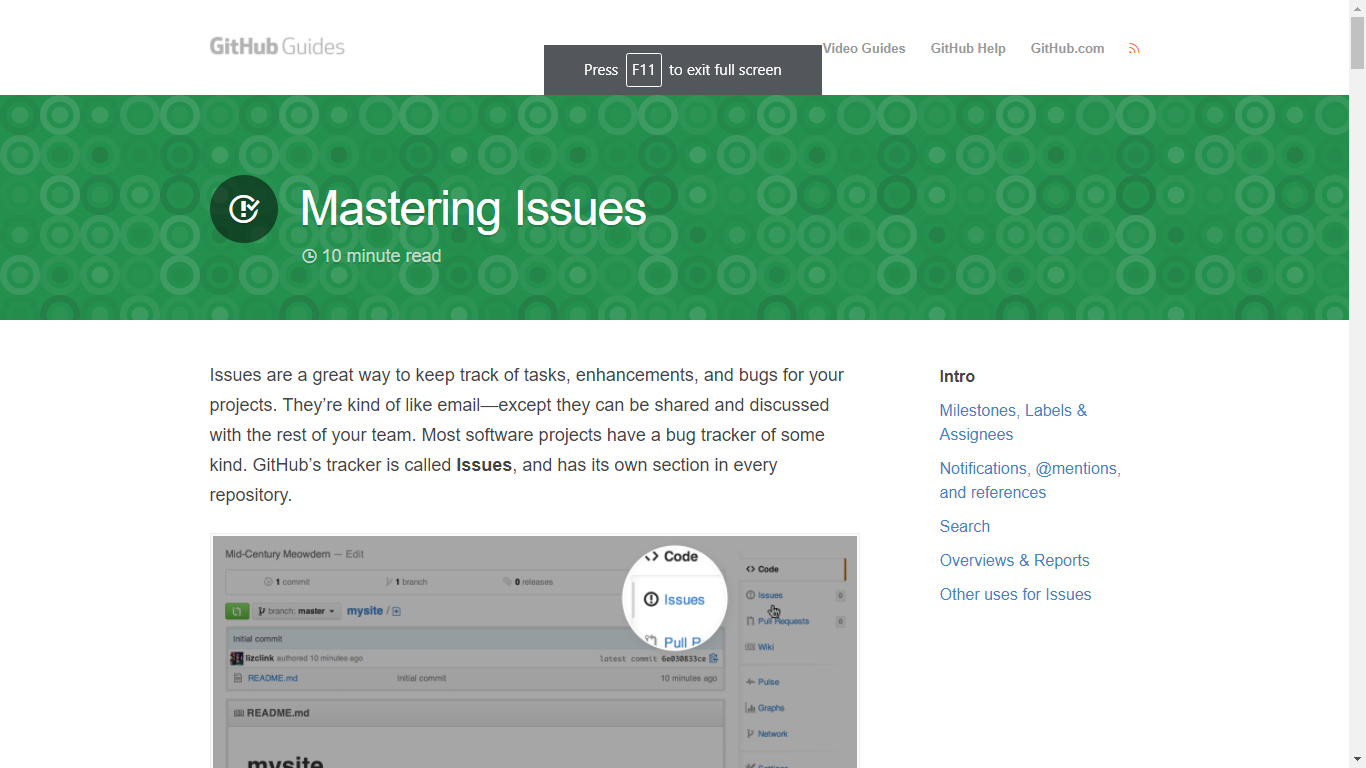 GitHub Guides
Video Guides
GitHub Help
GitHub.com
Press F11 to exit full screen
Mastering Issues
10 minute read
Issues are a great way to keep track of tasks, enhancements, and bugs for your
projects. They’re kind of like email—except they can be shared and discussed
with the rest of your team. Most software projects have a bug tracker of some
kind. GitHub’s tracker is called Issues, and has its own section in every
repository.
Intro
Milestones, Labels &
Assignees
Notifications, @mentions,
and references
Search
Overviews & Reports
Other uses for Issues
Mid-Century Meowdern — Edit
1 commit
1 branch
0 releases
branch: master
mysite /
Initial commit
lizclink authored 10 minutes ago
latest commit 6e030833ce
README.md
Initial commit
10 minutes ago
README.md
mysite
Code
Issues
Pull P
Code
Issues 0
Pull Requests 0
Wiki
Pulse
Graphs
Network
Settings